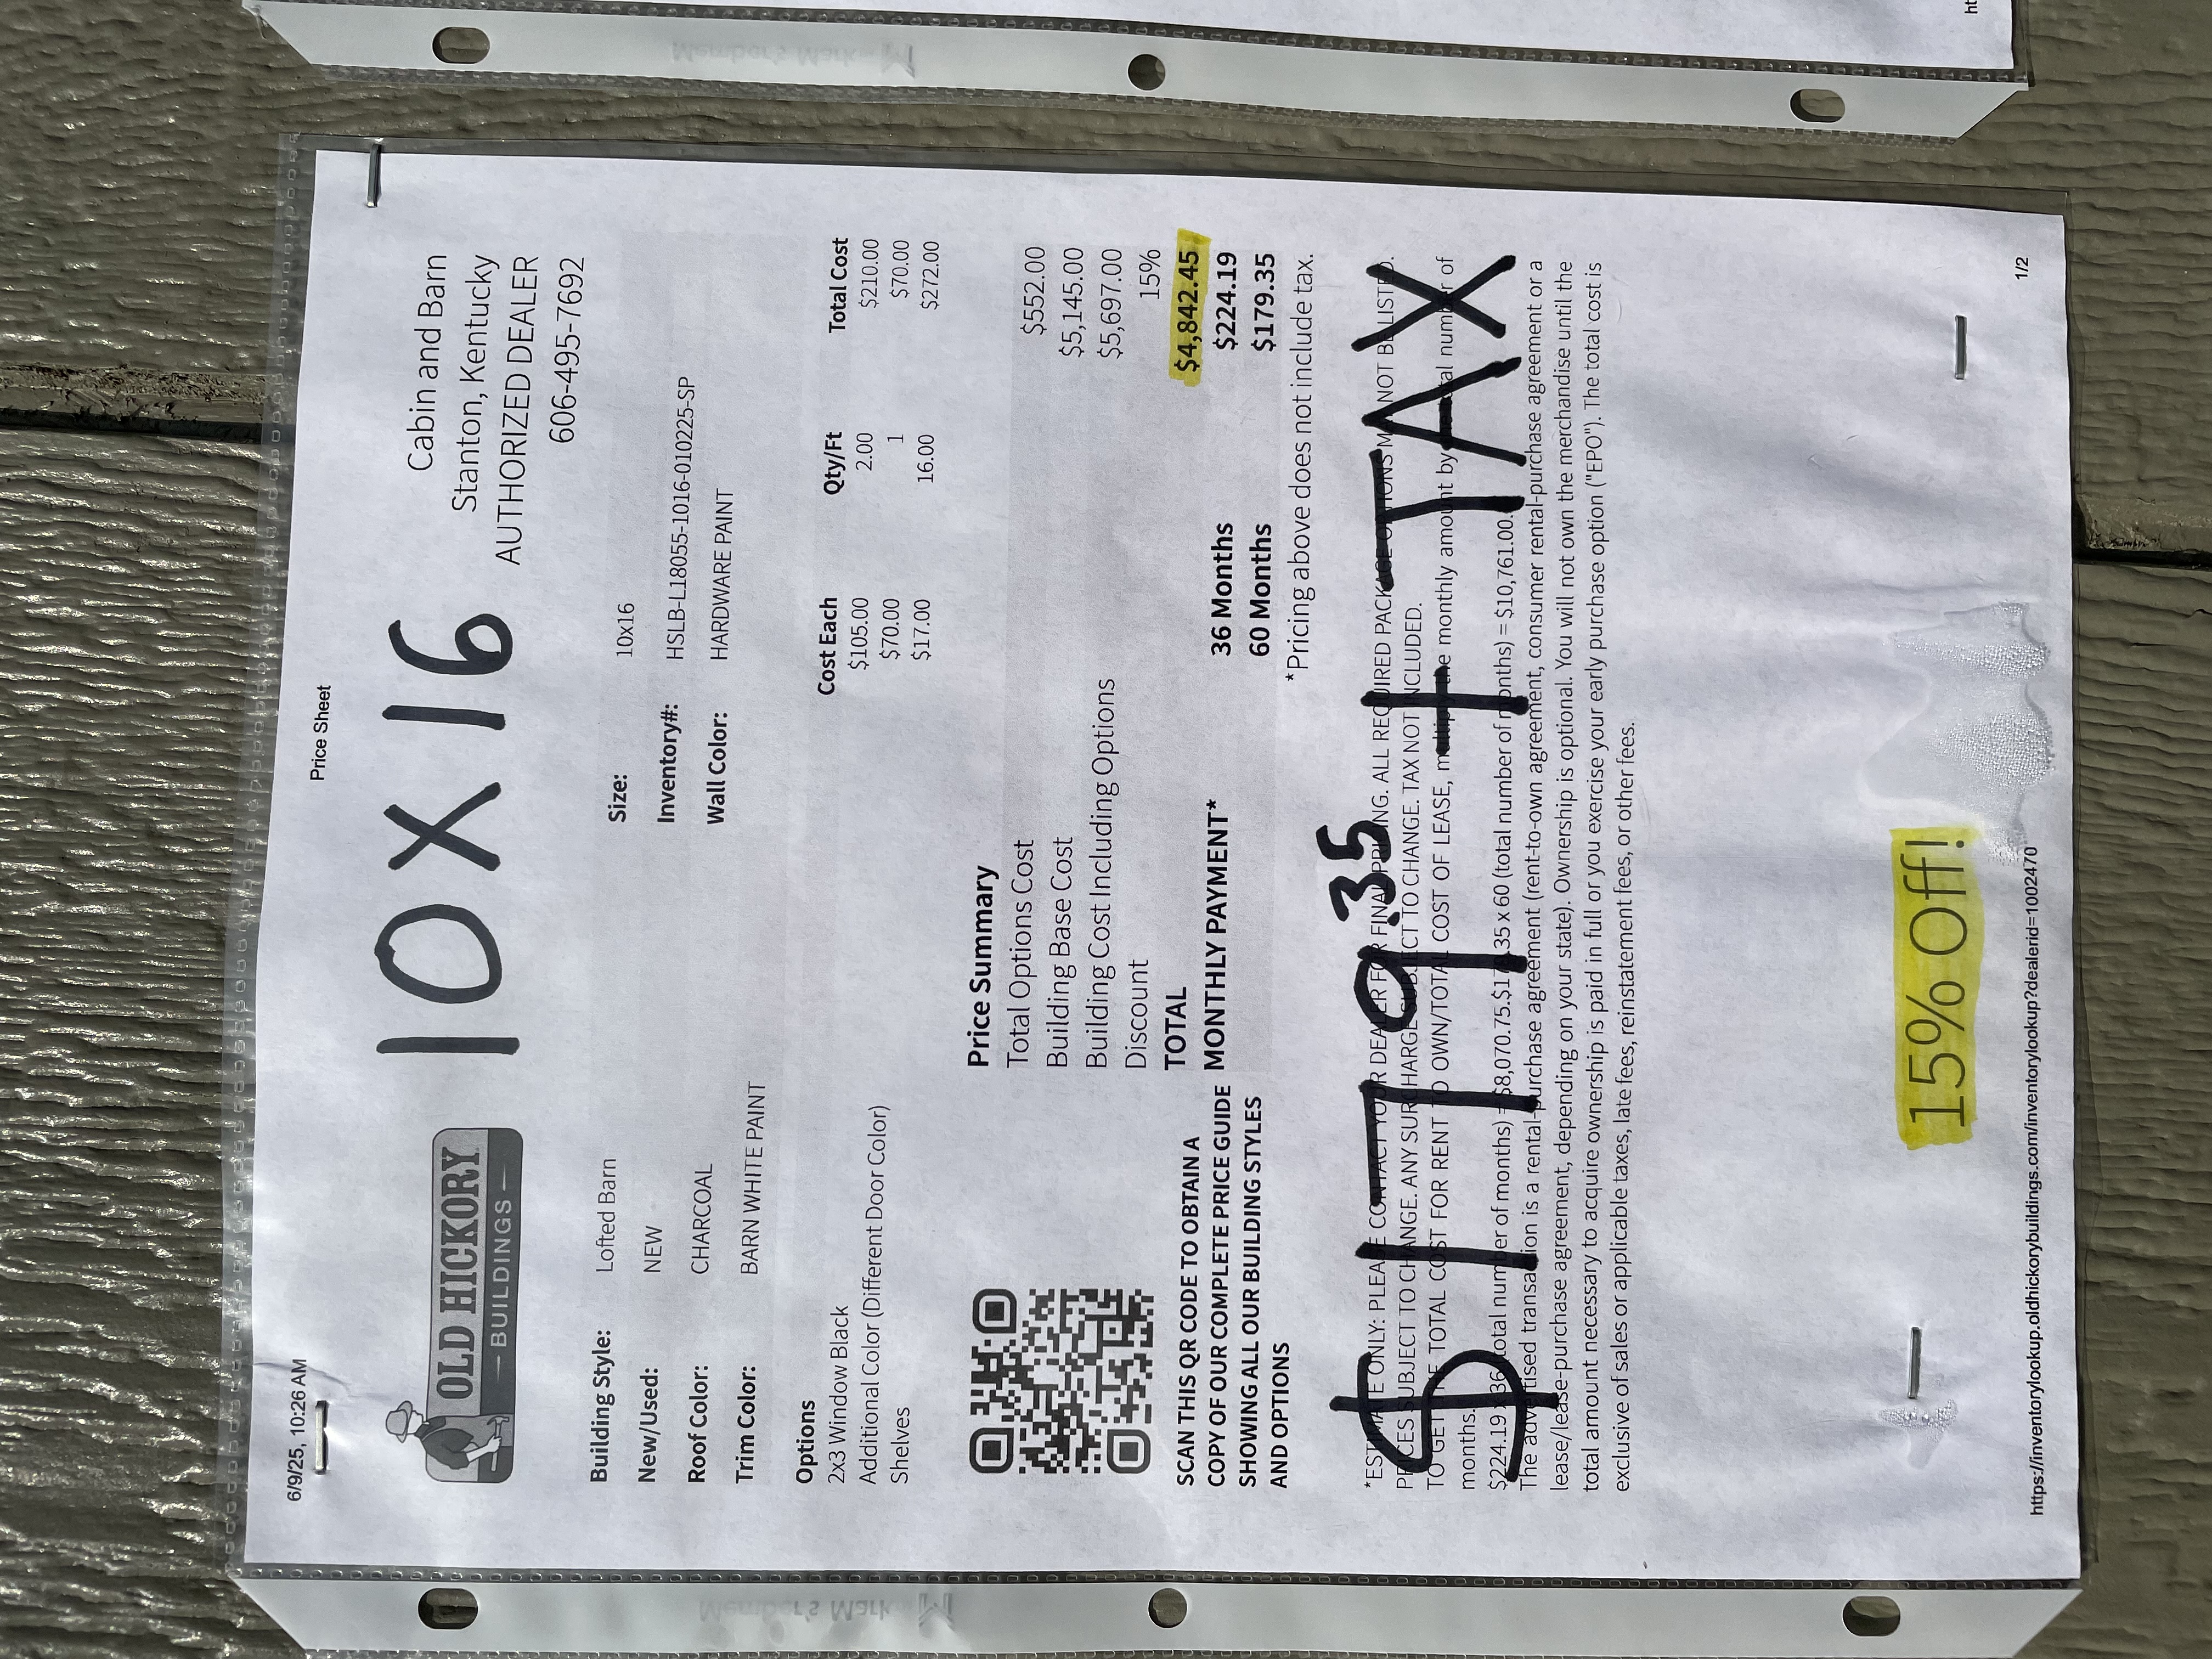 6/9/25, 10:26 AM
Price Sheet
OLD HICKORY
BUILDINGS
10X16
Cabin and Barn
Stanton, Kentucky
AUTHORIZED DEALER
606-495-7692
Building Style: Lofted Barn Size: 10x16
New/Used: NEW Inventory#: HSLB-L18055-1016-010225-SP
Roof Color: CHARCOAL Wall Color: HARDWARE PAINT
Trim Color: BARN WHITE PAINT
Options Cost Each Qty/Ft Total Cost
2x3 Window Black $105.00 2.00 $210.00
Additional Color (Different Door Color) $70.00 1 $70.00
Shelves $17.00 16.00 $272.00
Price Summary
Total Options Cost $552.00
Building Base Cost $5,145.00
Building Cost Including Options $5,697.00
Discount 15%
TOTAL $4,842.45
MONTHLY PAYMENT* 36 Months $224.19
60 Months $179.35
SCAN THIS QR CODE TO OBTAIN A
COPY OF OUR COMPLETE PRICE GUIDE
SHOWING ALL OUR BUILDING STYLES
AND OPTIONS
*Pricing above does not include tax.
$179.35 + TAX
*ESTIMATE ONLY: PLEASE CONTACT YOUR DEALER FOR FINAL PRICING. ALL REQUIRED PACKAGE OPTIONS MAY NOT BE LISTED.
PRICES SUBJECT TO CHANGE. ANY SURCHARGE SUBJECT TO CHANGE. TAX NOT INCLUDED.
TO GET THE TOTAL COST FOR RENT TO OWN/TOTAL COST OF LEASE, multiply the monthly amount by the total number of
months.
$224.19 x 36 (total number of months) = $8,070.75.$179.35 x 60 (total number of months) = $10,761.00.
The advertised transaction is a rental-purchase agreement (rent-to-own agreement, consumer rental-purchase agreement or a
lease/lease-purchase agreement, depending on your state). Ownership is optional. You will not own the merchandise until the
total amount necessary to acquire ownership is paid in full or you exercise your early purchase option ("EPO"). The total cost is
exclusive of sales or applicable taxes, late fees, reinstatement fees, or other fees.
15% Off!
https://inventorylookup.oldhickorybuildings.com/inventorylookup?dealerid=1002470
1/2
Member's Mark
Member's Mark